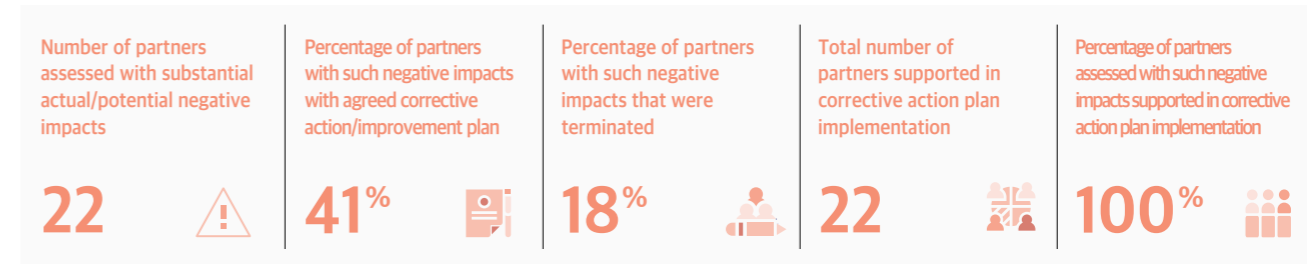 Number of partners
assessed with substantial
actual/potential negative
impacts
22
Percentage of partners
with such negative impacts
with agreed corrective
action/improvement plan
41%
Percentage of partners
with such negative
impacts that were
terminated
18%
Total number of
partners supported in
corrective action plan
implementation
22
Percentage of partners
assessed with such negative
impacts supported in corrective
action plan implementation
100%